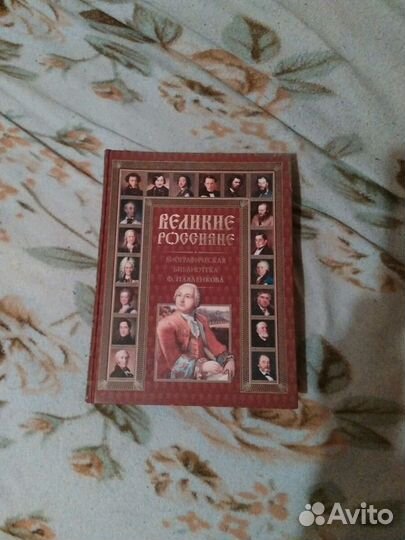 ВЕЛИКИЕ
РОССИЯНЕ
БИОГРАФИЧЕСКАЯ
БИБЛИОТЕКА
Ф. ПАВЛЕНКОВА
Avito